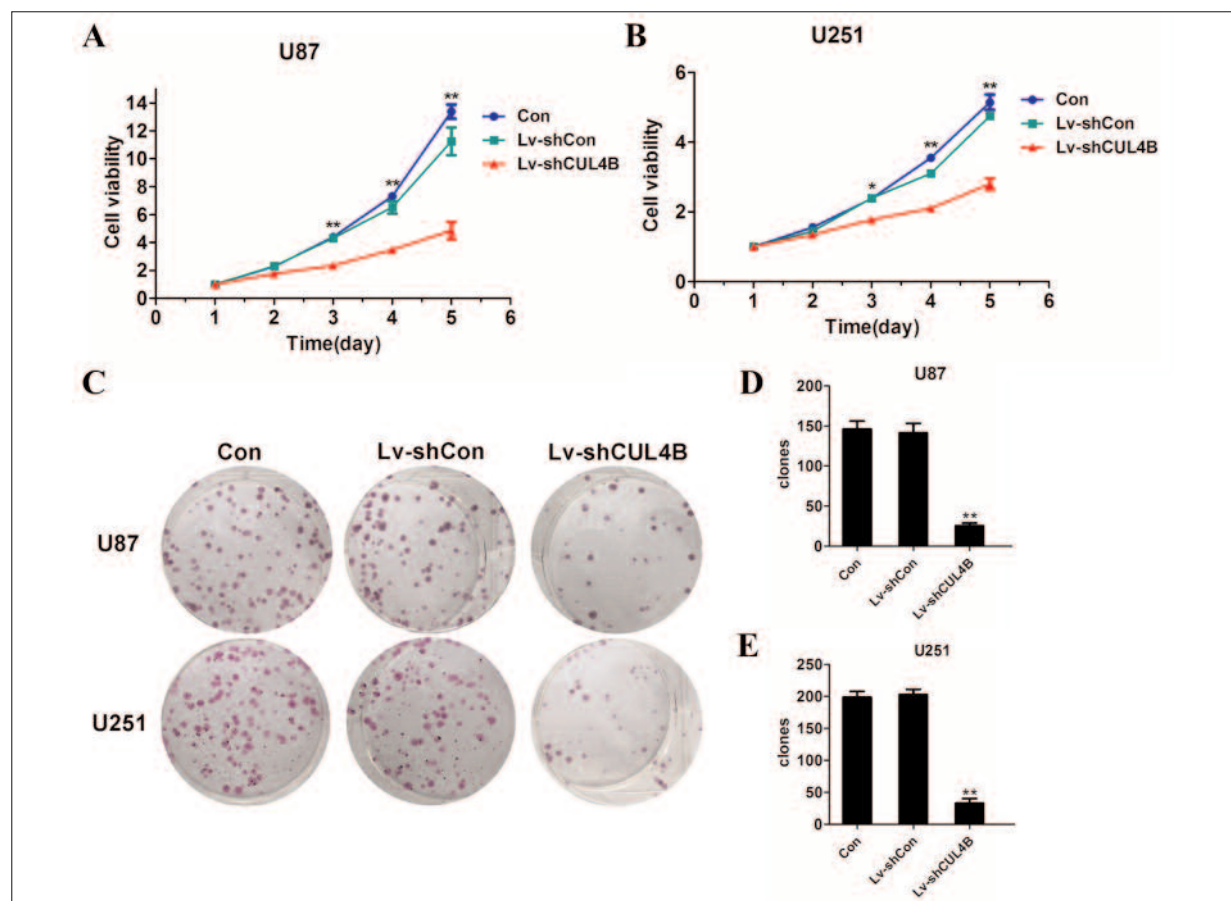 A
U87
Cell viability
14
12
10
8
6
4
2
0
0 1 2 3 4 5 6
Time(day)
** ** **
Con
Lv-shCon
Lv-shCUL4B
B
U251
Cell viability
6
4
2
0
0 1 2 3 4 5 6
Time(day)
* ** **
Con
Lv-shCon
Lv-shCUL4B
C
Con Lv-shCon Lv-shCUL4B
U87
U251
D
U87
clones
200
150
100
50
0
**
Con Lv-shCon Lv-shCUL4B
E
U251
clones
250
200
150
100
50
0
**
Con Lv-shCon Lv-shCUL4B